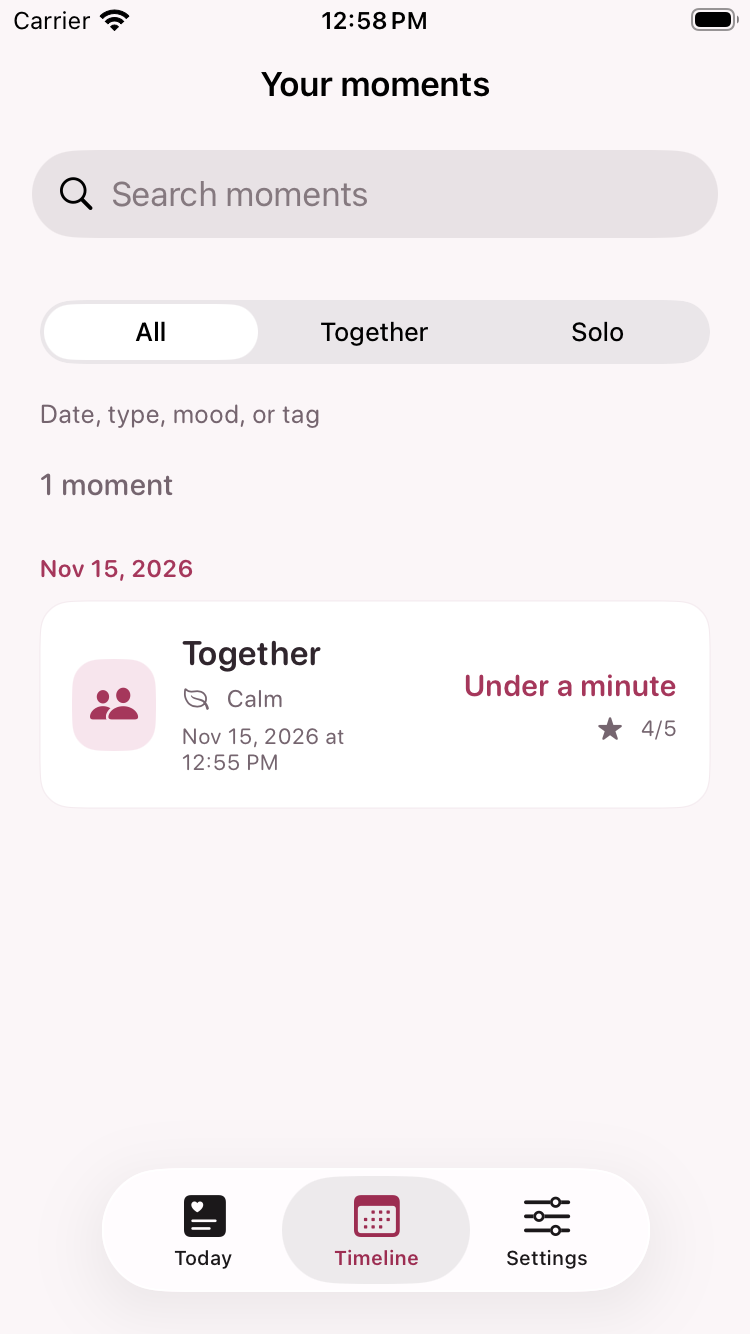 Carrier
12:58 PM
Your moments
Search moments
All
Together
Solo
Date, type, mood, or tag
1 moment
Nov 15, 2026
Together
Calm
Nov 15, 2026 at
12:55 PM
Under a minute
4/5
Today
Timeline
Settings